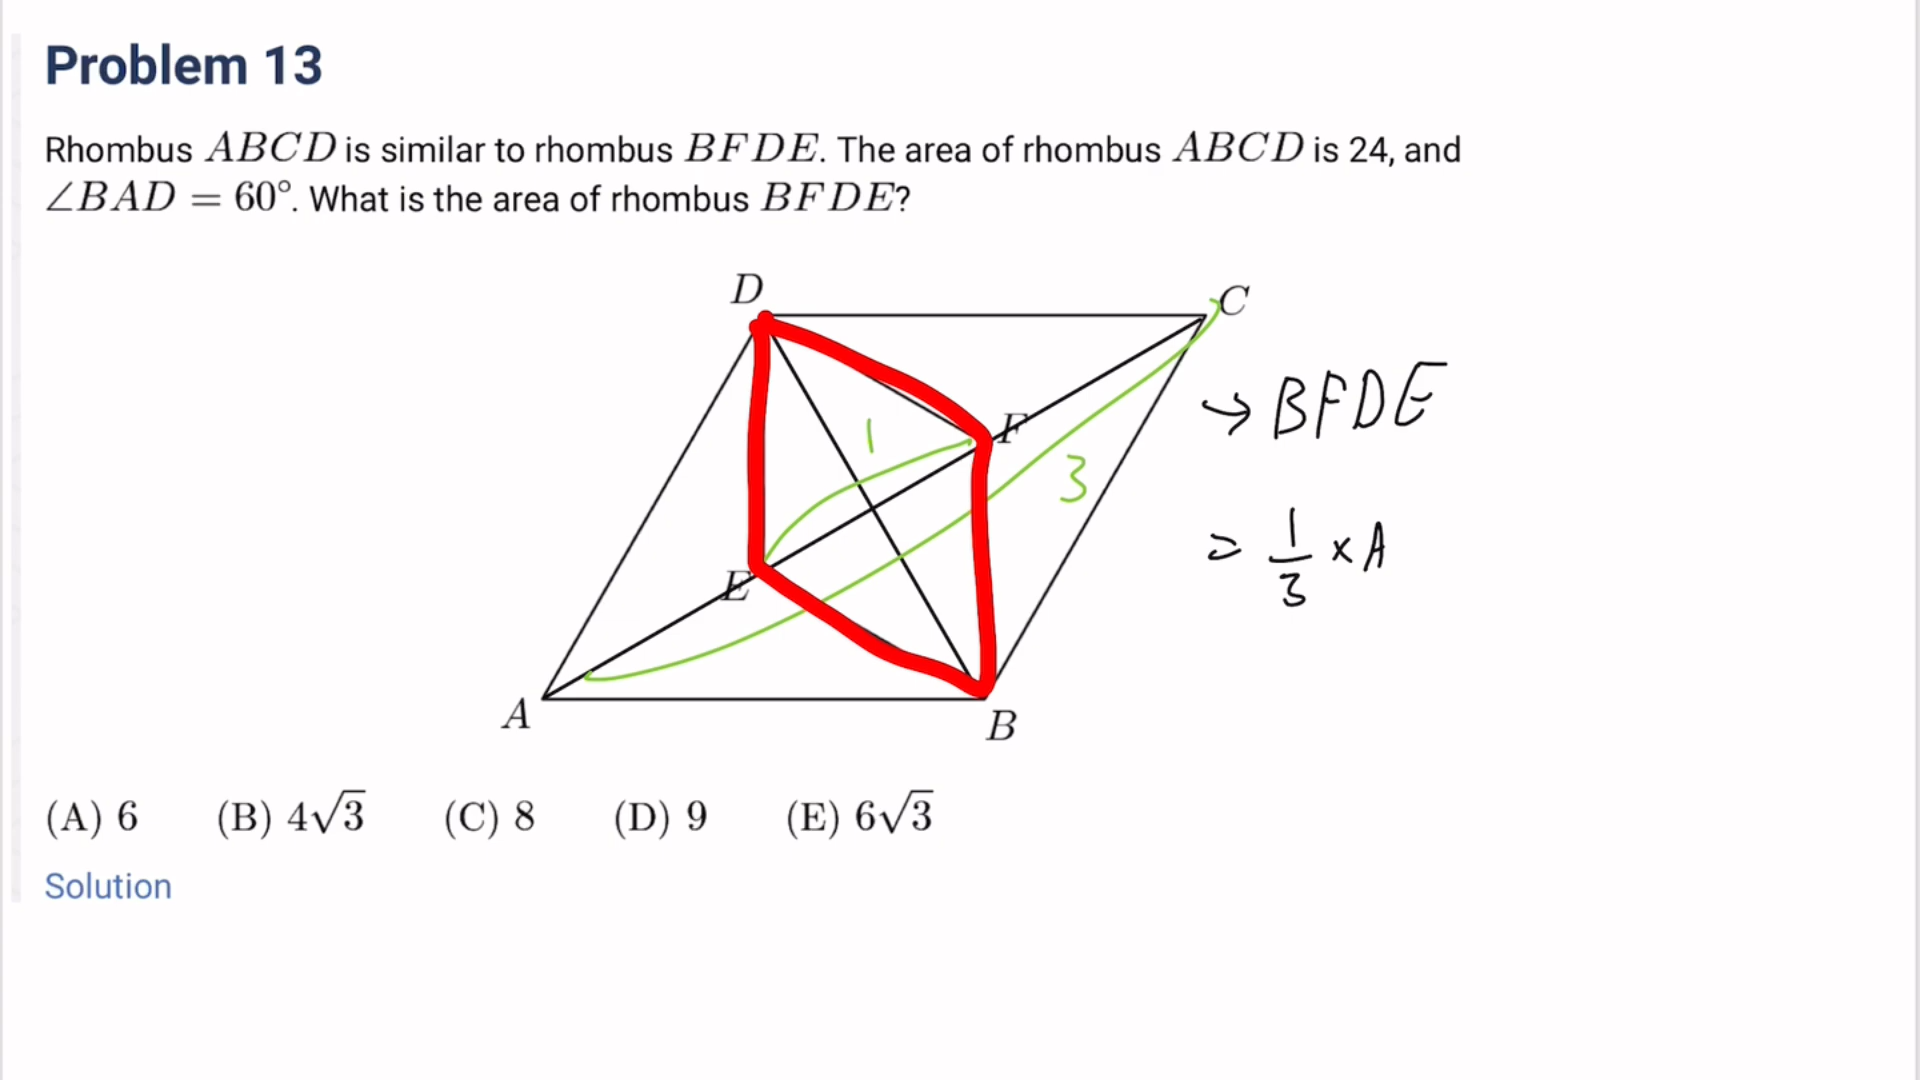 Problem 13
Rhombus ABCD is similar to rhombus BFDE. The area of rhombus ABCD is 24, and
∠BAD = 60°. What is the area of rhombus BFDE?
D
C
F
1
3
→ BFDE
= 1/3 × A
E
A
B
(A) 6 (B) 4√3 (C) 8 (D) 9 (E) 6√3
Solution